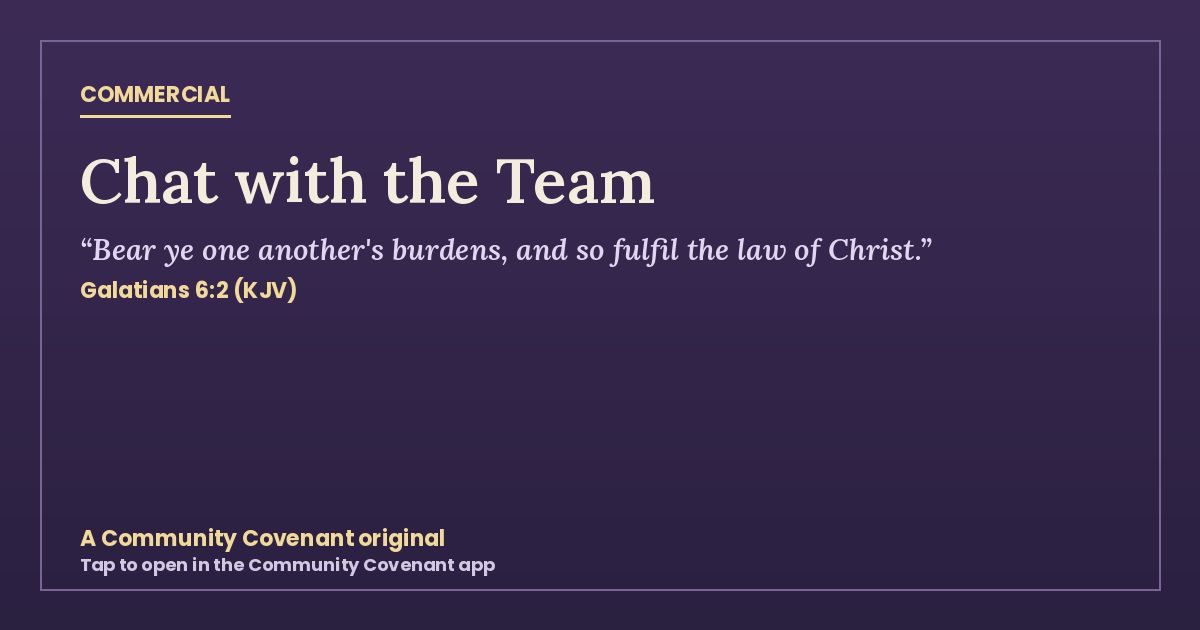 COMMERCIAL
Chat with the Team
“Bear ye one another's burdens, and so fulfil the law of Christ.”
Galatians 6:2 (KJV)
A Community Covenant original
Tap to open in the Community Covenant app